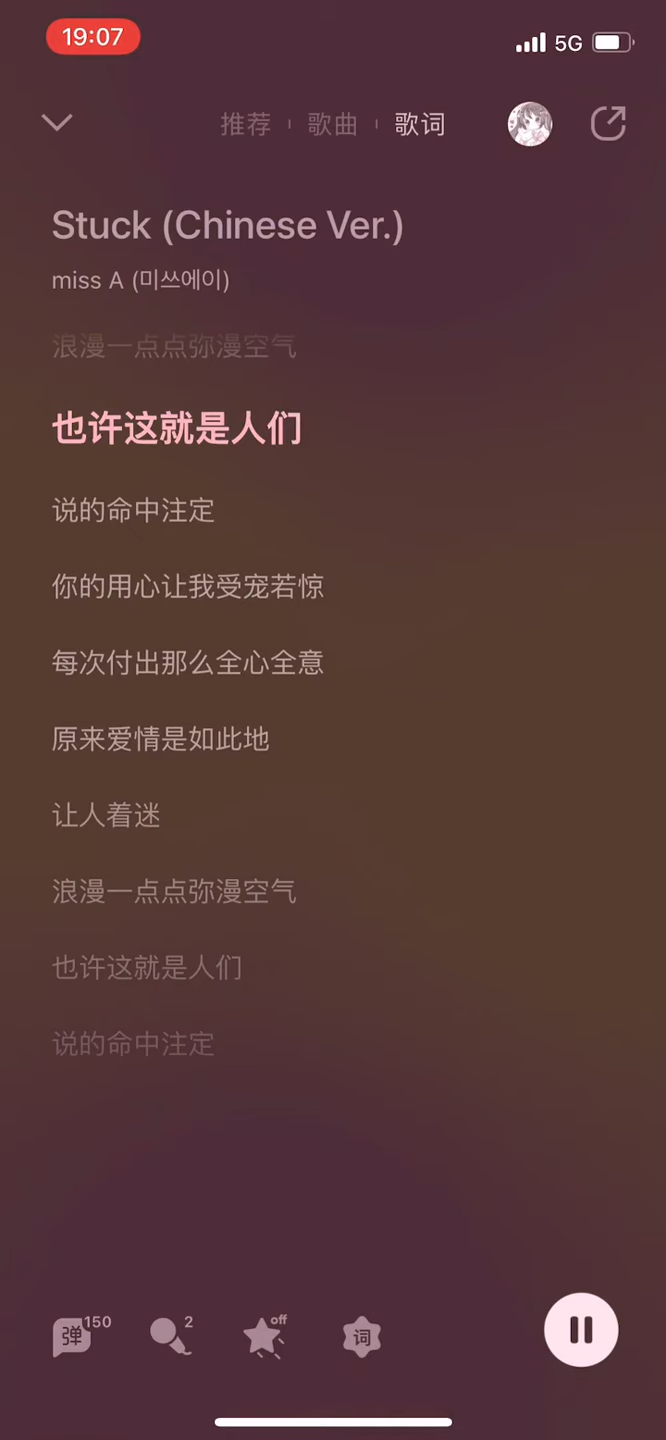 19:07 5G
推荐 歌曲 歌词
Stuck (Chinese Ver.)
miss A (미쓰에이)
浪漫一点点弥漫空气
也许这就是人们
说的命中注定
你的用心让我受宠若惊
每次付出那么全心全意
原来爱情是如此地
让人着迷
浪漫一点点弥漫空气
也许这就是人们
说的命中注定
弹 150 2 off 词